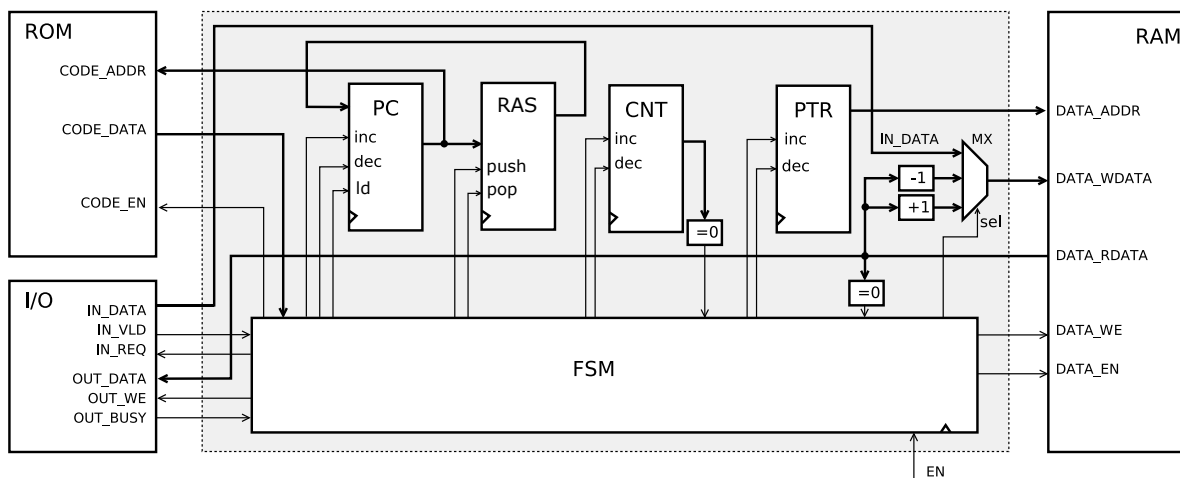 ROM
CODE_ADDR
CODE_DATA
CODE_EN
I/O
IN_DATA
IN_VLD
IN_REQ
OUT_DATA
OUT_WE
OUT_BUSY
PC
inc
dec
ld
RAS
push
pop
CNT
inc
dec
=0
PTR
inc
dec
IN_DATA
MX
-1
+1
sel
=0
FSM
EN
RAM
DATA_ADDR
DATA_WDATA
DATA_RDATA
DATA_WE
DATA_EN